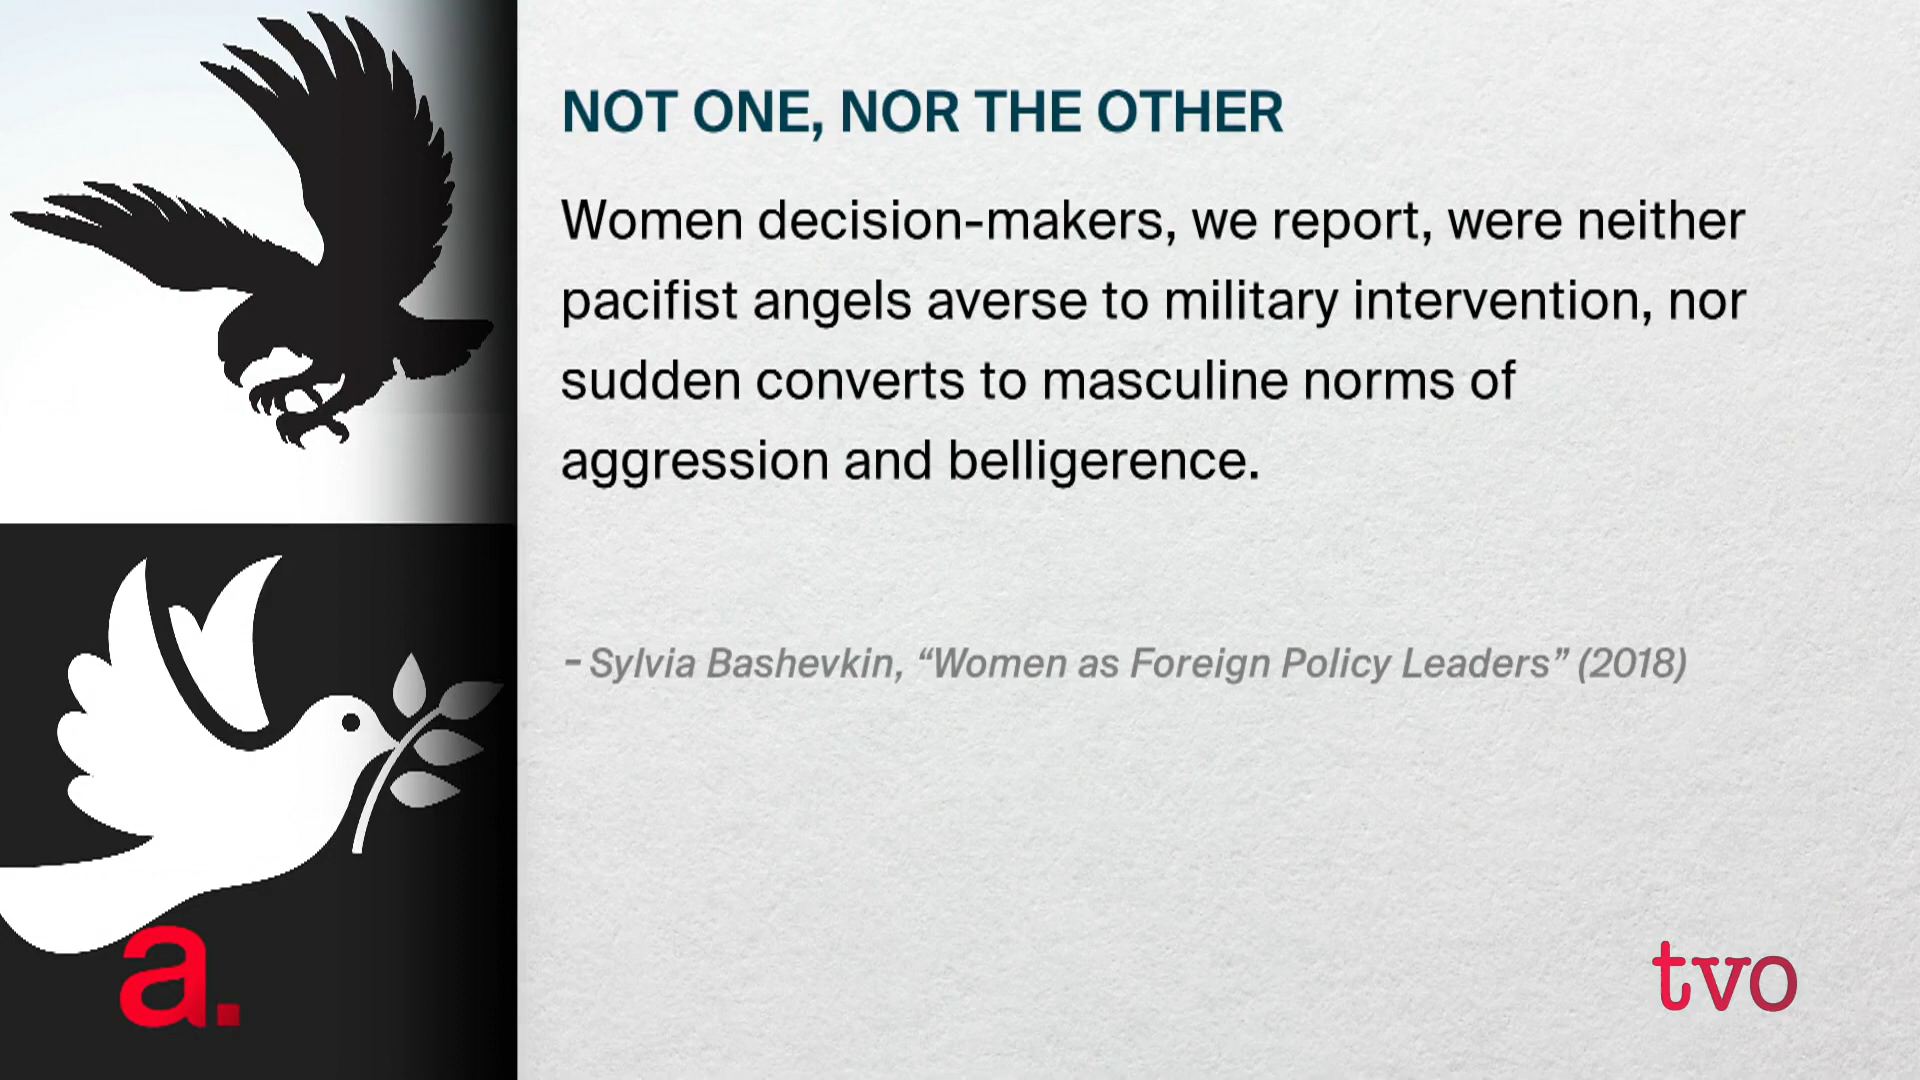 NOT ONE, NOR THE OTHER
Women decision-makers, we report, were neither
pacifist angels averse to military intervention, nor
sudden converts to masculine norms of
aggression and belligerence.
- Sylvia Bashevkin, “Women as Foreign Policy Leaders” (2018)
a.
tvo